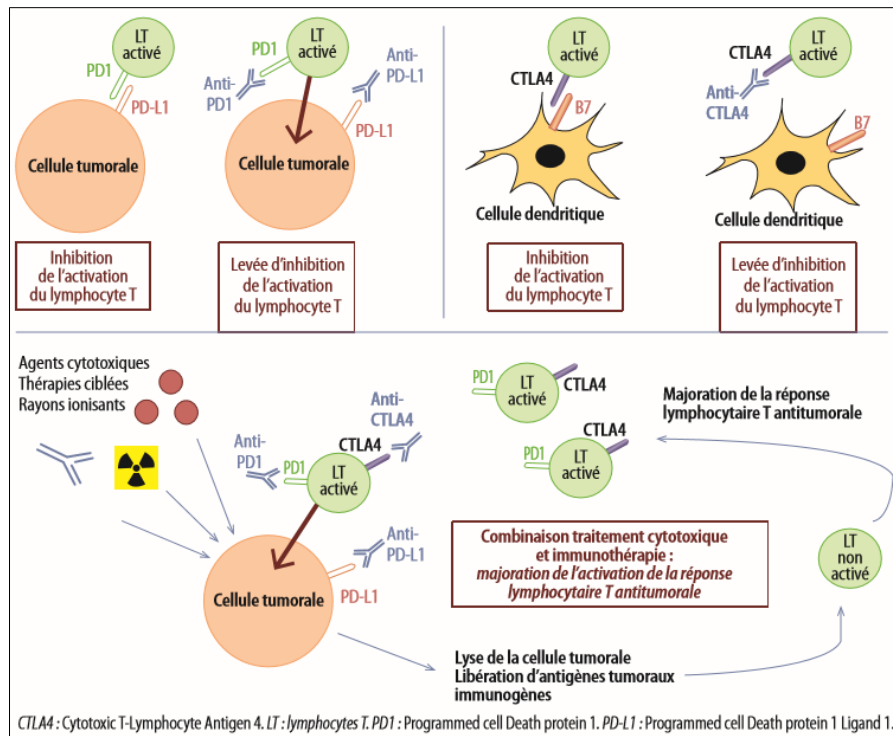 LT
activé
PD1
PD-L1
Cellule tumorale
Inhibition
de l'activation
du lymphocyte T
LT
activé
PD1
Anti-
PD1
Anti-
PD-L1
PD-L1
Cellule tumorale
Levée d'inhibition
de l'activation
du lymphocyte T
LT
activé
CTLA4
B7
Cellule dendritique
Inhibition
de l'activation
du lymphocyte T
LT
activé
CTLA4
Anti-
CTLA4
B7
Cellule dendritique
Levée d'inhibition
de l'activation
du lymphocyte T
Agents cytotoxiques
Thérapies ciblées
Rayons ionisants
Anti-
PD1
PD1
LT
activé
CTLA4
Anti-
CTLA4
Anti-
PD-L1
PD-L1
Cellule tumorale
PD1
LT
activé
CTLA4
PD1
LT
activé
CTLA4
Majoration de la réponse
lymphocytaire T antitumorale
LT
non
activé
Combinaison traitement cytotoxique
et immunothérapie :
majoration de l'activation de la réponse
lymphocytaire T antitumorale
Lyse de la cellule tumorale
Libération d'antigènes tumoraux
immunogènes
CTLA4 : Cytotoxic T-Lymphocyte Antigen 4. LT : lymphocytes T. PD1 : Programmed cell Death protein 1. PD-L1 : Programmed cell Death protein 1 Ligand 1.